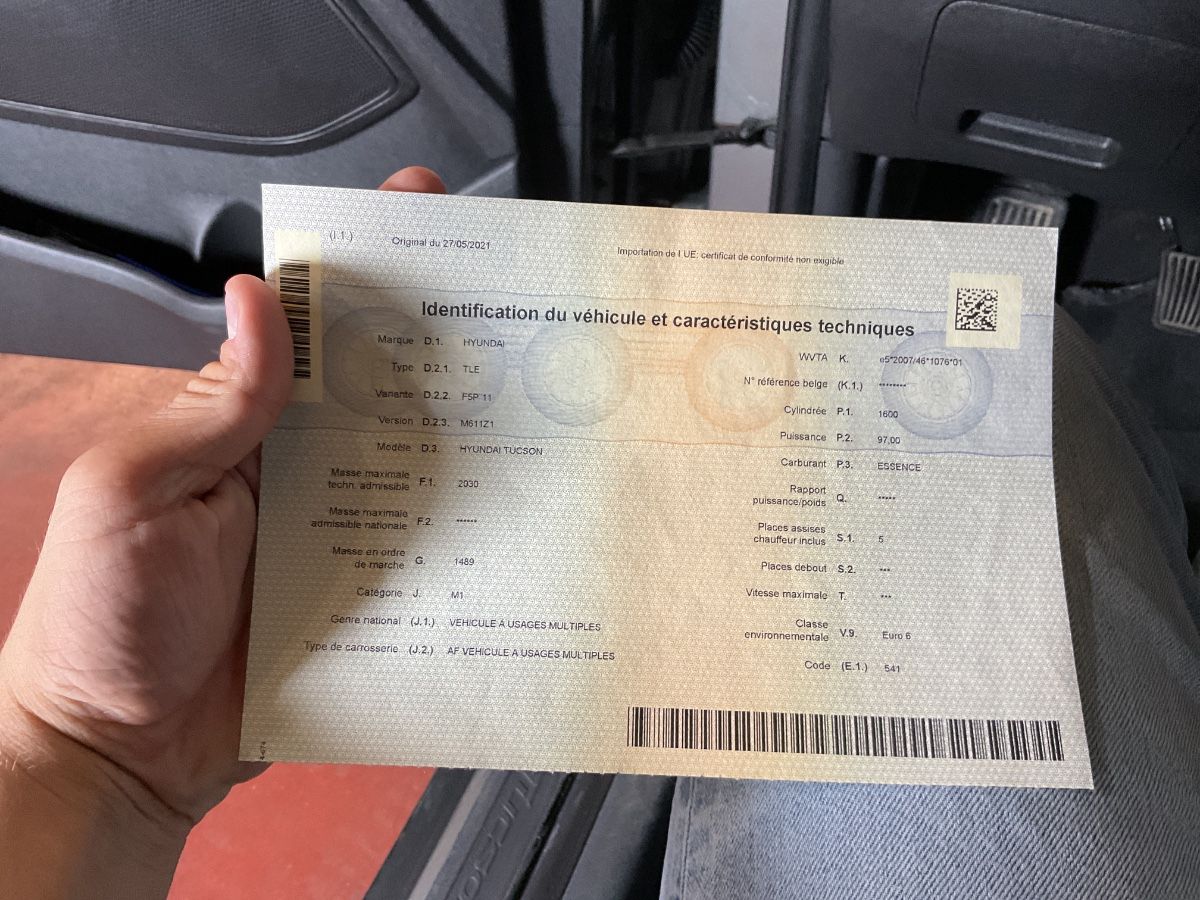 (I.1.) Original du 27/05/2021 Importation de l UE: certificat de conformité non exigible
Identification du véhicule et caractéristiques techniques
Marque D.1. HYUNDAI
Type D.2.1. TLE
Variante D.2.2. F5P 11
Version D.2.3. M611Z1
Modèle D.3. HYUNDAI TUCSON
Masse maximale
techn. admissible F.1. 2030
Masse maximale
admissible nationale F.2. ******
Masse en ordre
de marche G. 1489
Catégorie J. M1
Genre national (J.1.) VEHICULE A USAGES MULTIPLES
Type de carrosserie (J.2.) AF VEHICULE A USAGES MULTIPLES
WVTA K. e5*2007/46*1076*01
N° référence belge (K.1.) ********
Cylindrée P.1. 1600
Puissance P.2. 97,00
Carburant P.3. ESSENCE
Rapport
puissance/poids Q. *****
Places assises
chauffeur inclus S.1. 5
Places debout S.2. ***
Vitesse maximale T. ***
Classe
environnementale V.9. Euro 6
Code (E.1.) 541
4-674
TUCSON